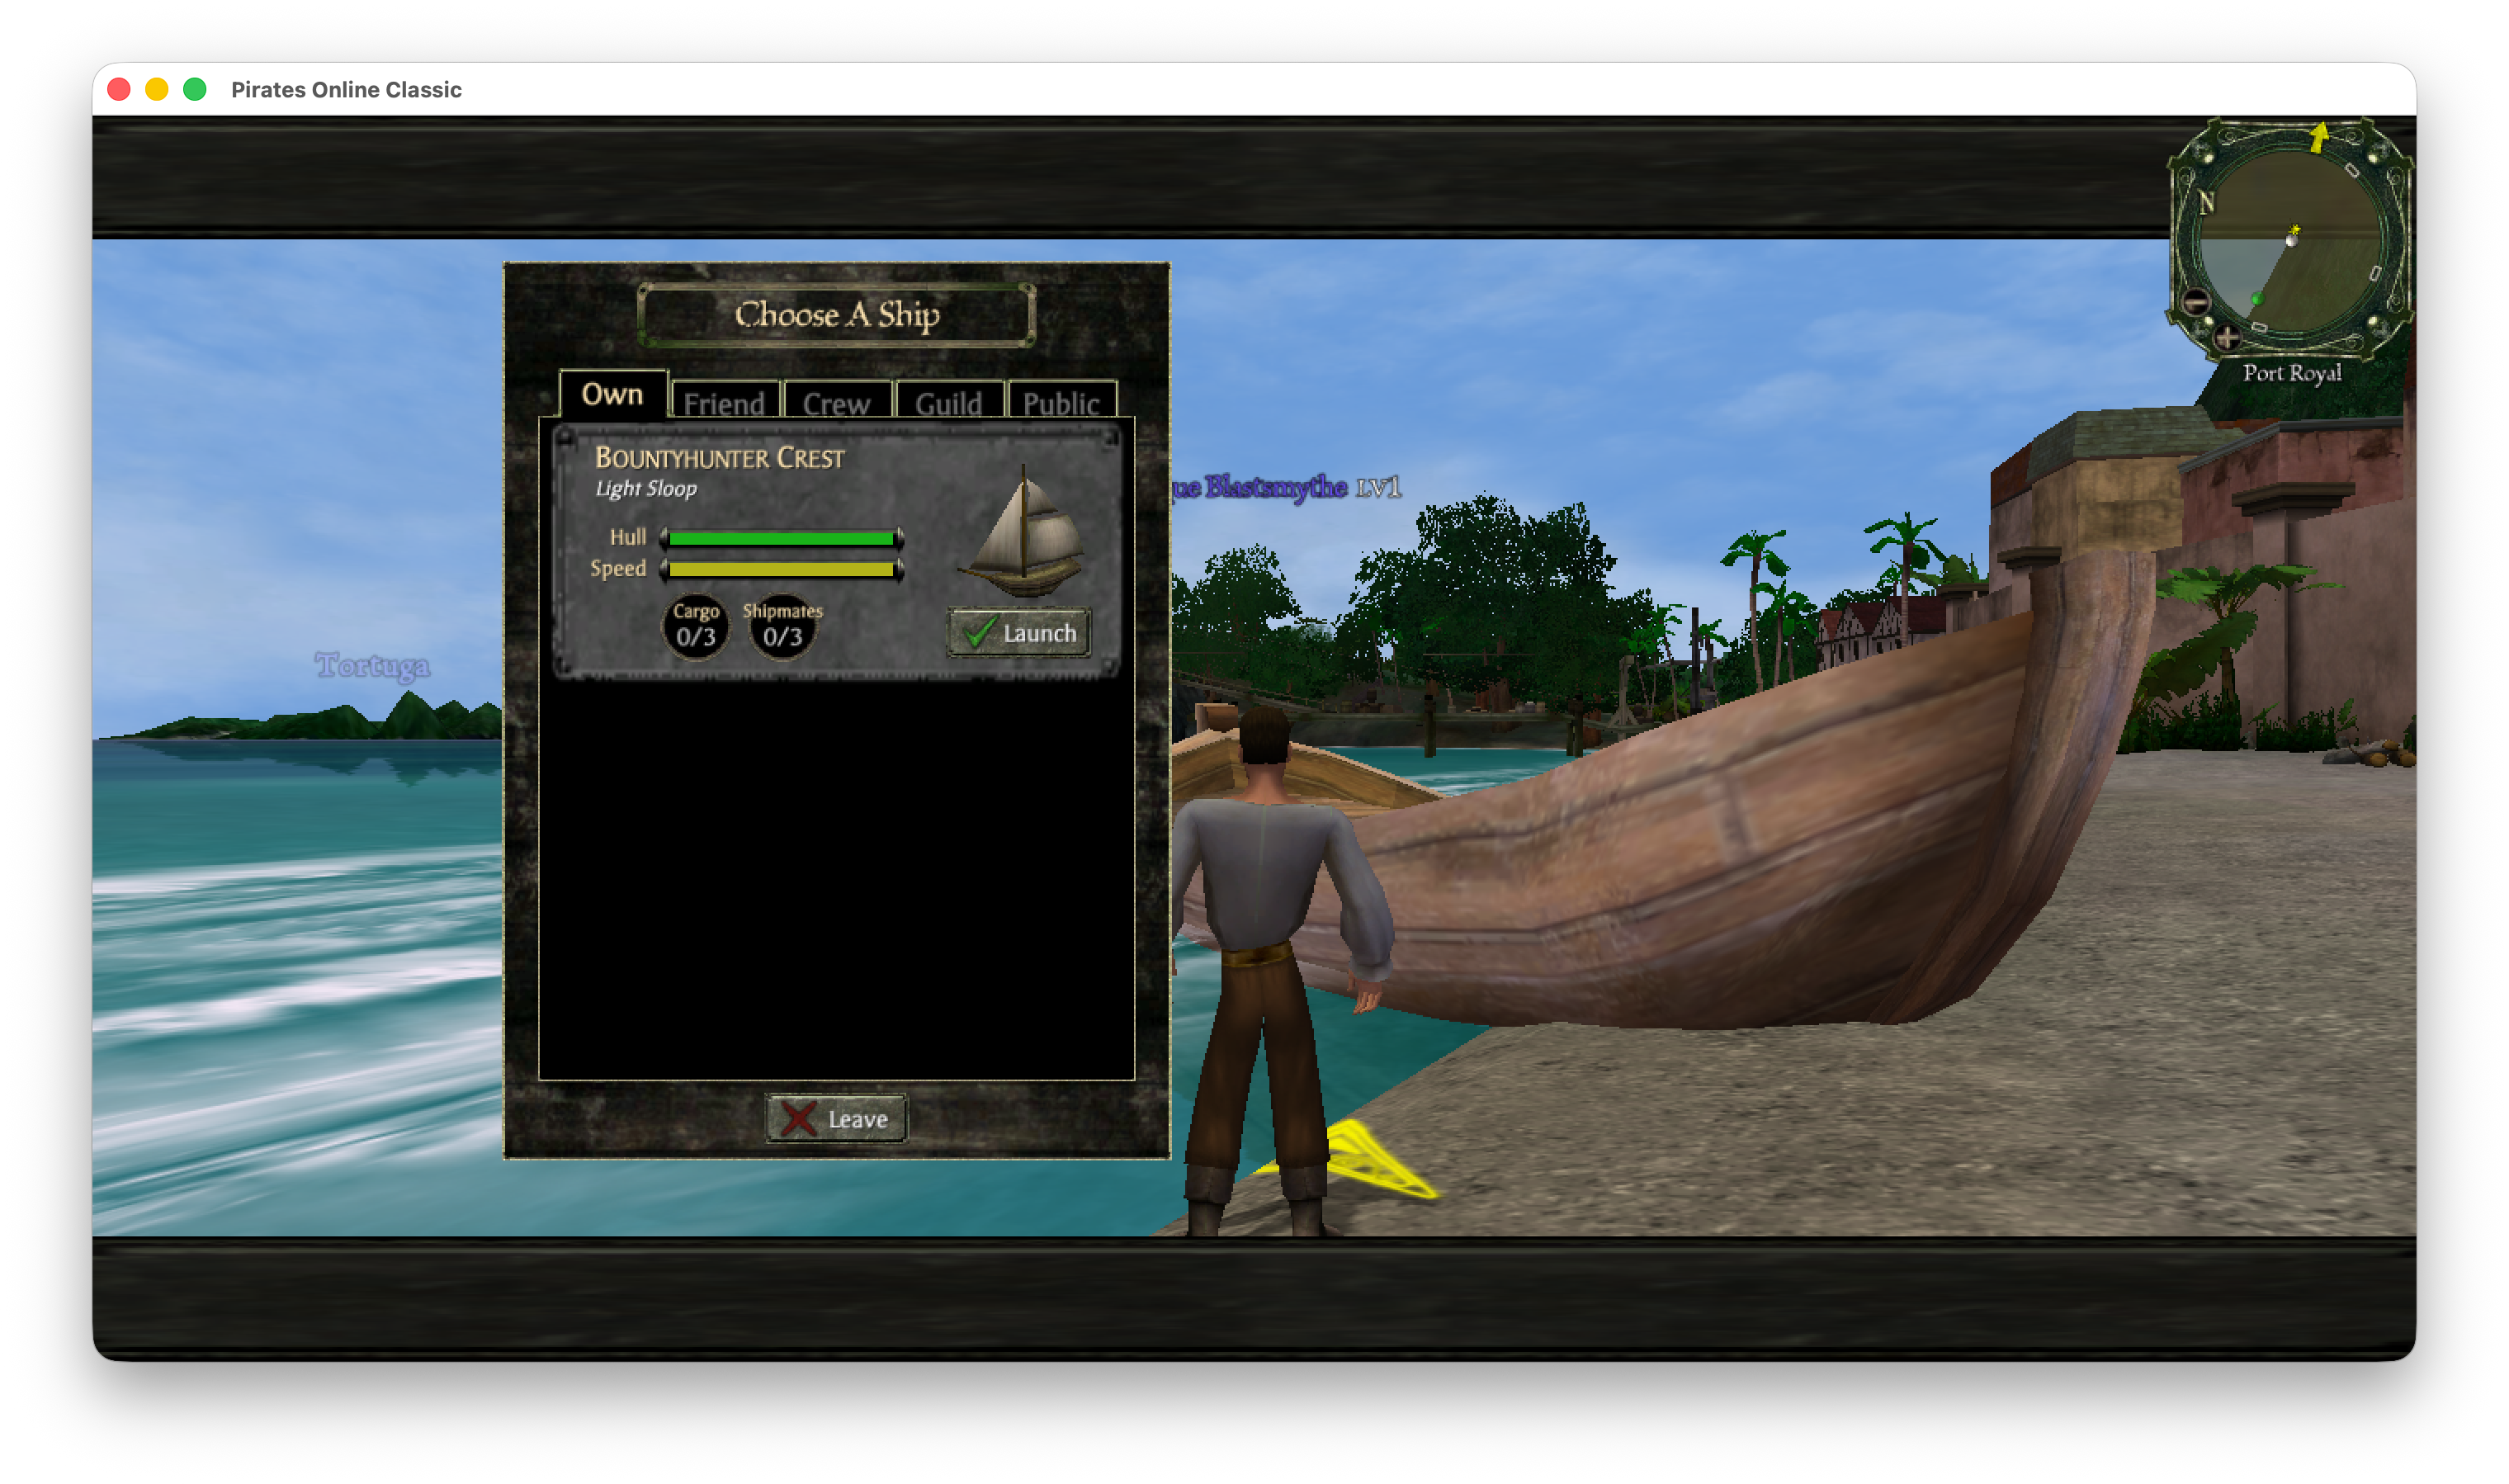 Pirates Online Classic
N
Port Royal
Choose A Ship
Own
Friend
Crew
Guild
Public
BOUNTYHUNTER CREST
Light Sloop
Hull
Speed
Cargo
0/3
Shipmates
0/3
Launch
Leave
Tortuga
ue Blastsmythe LV1